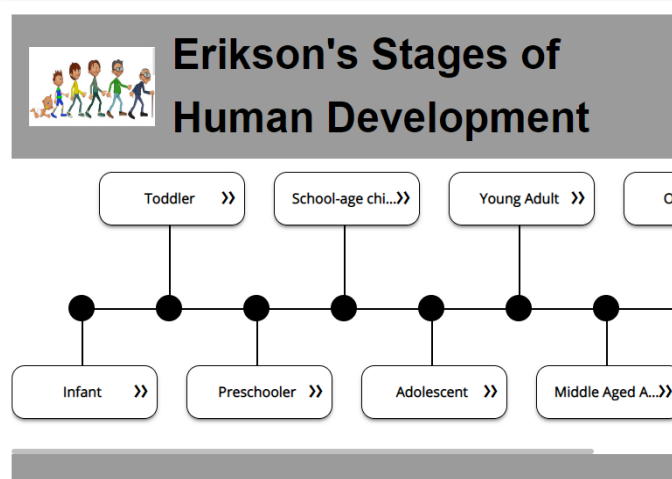 Erikson's Stages of
Human Development
Toddler
School-age chi...
Young Adult
O
Infant
Preschooler
Adolescent
Middle Aged A...